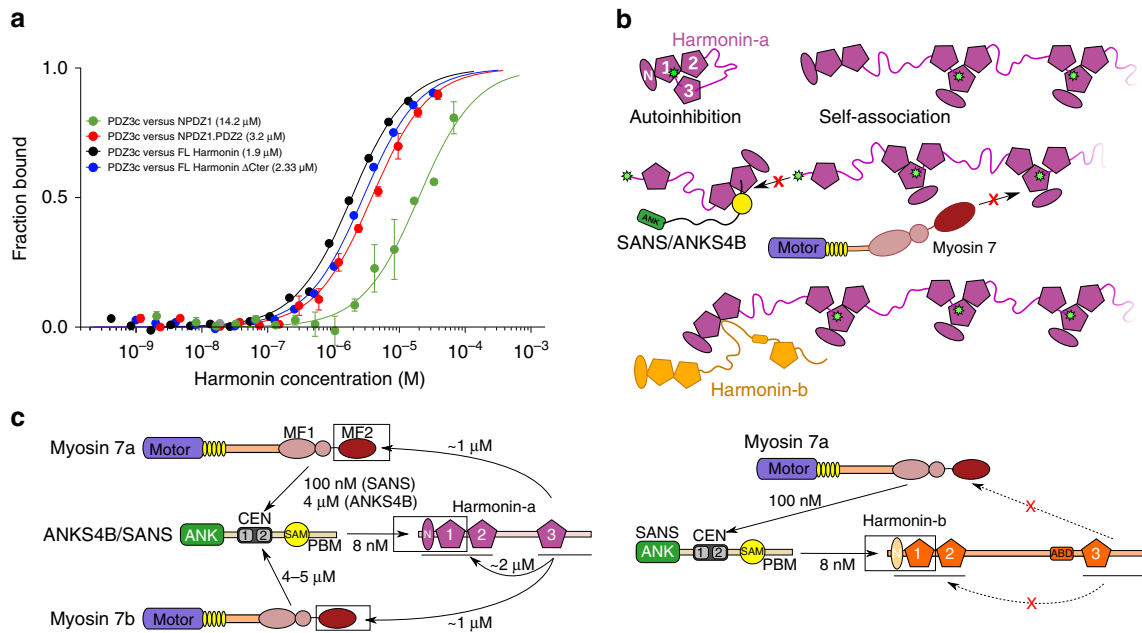 a
1.0
0.5
0.0
Fraction bound
PDZ3c versus NPDZ1 (14.2 μM)
PDZ3c versus NPDZ1.PDZ2 (3.2 μM)
PDZ3c versus FL Harmonin (1.9 μM)
PDZ3c versus FL Harmonin ΔCter (2.33 μM)
10−9 10−8 10−7 10−6 10−5 10−4 10−3
Harmonin concentration (M)
b
Harmonin-a
N 1 2 3
Autoinhibition
Self-association
X
ANK
SANS/ANKS4B
X
Motor
Myosin 7
Harmonin-b
c
Myosin 7a
Motor
MF1
MF2
~1 μM
100 nM (SANS)
4 μM (ANKS4B)
Harmonin-a
ANKS4B/SANS
ANK
CEN
1 2
SAM
PBM
8 nM
N 1 2 3
~2 μM
4–5 μM
Myosin 7b
Motor
~1 μM
Myosin 7a
Motor
100 nM
X
SANS
ANK
CEN
1 2
SAM
PBM
8 nM
Harmonin-b
1 2
ABD
3
X